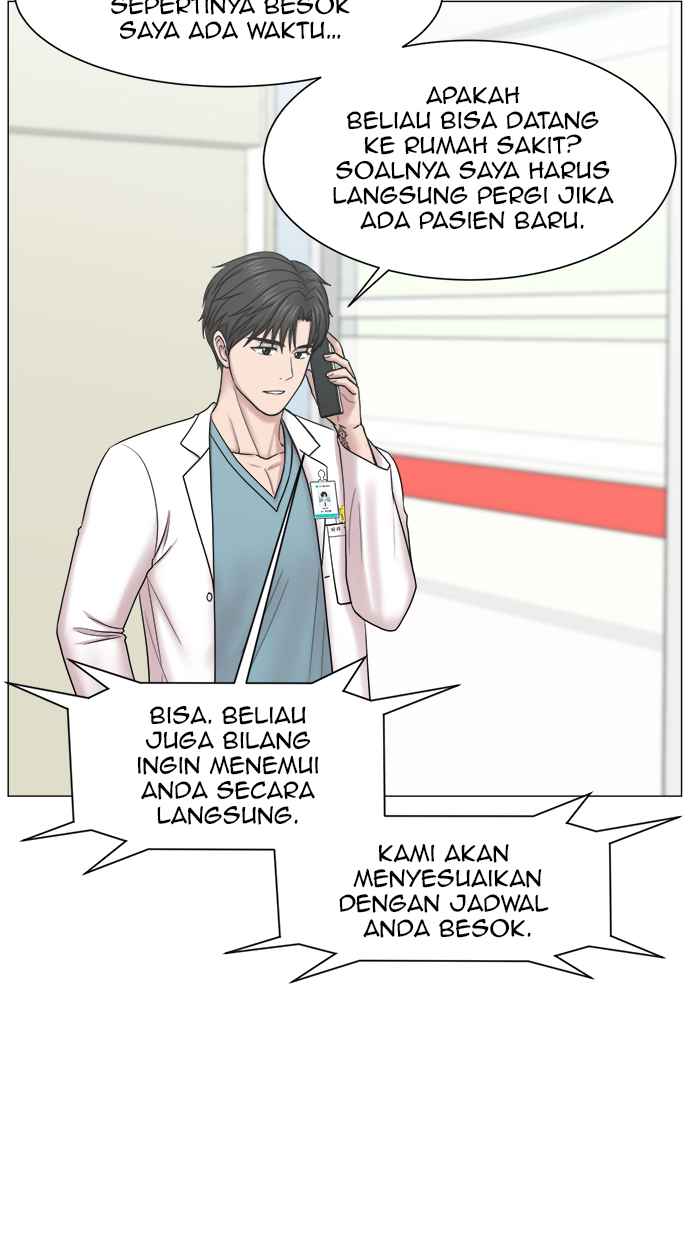 SEPERTINYA BESOK
SAYA ADA WAKTU...
APAKAH
BELIAU BISA DATANG
KE RUMAH SAKIT?
SOALNYA SAYA HARUS
LANGSUNG PERGI JIKA
ADA PASIEN BARU.
BISA. BELIAU
JUGA BILANG
INGIN MENEMUI
ANDA SECARA
LANGSUNG.
KAMI AKAN
MENYESUAIKAN
DENGAN JADWAL
ANDA BESOK.